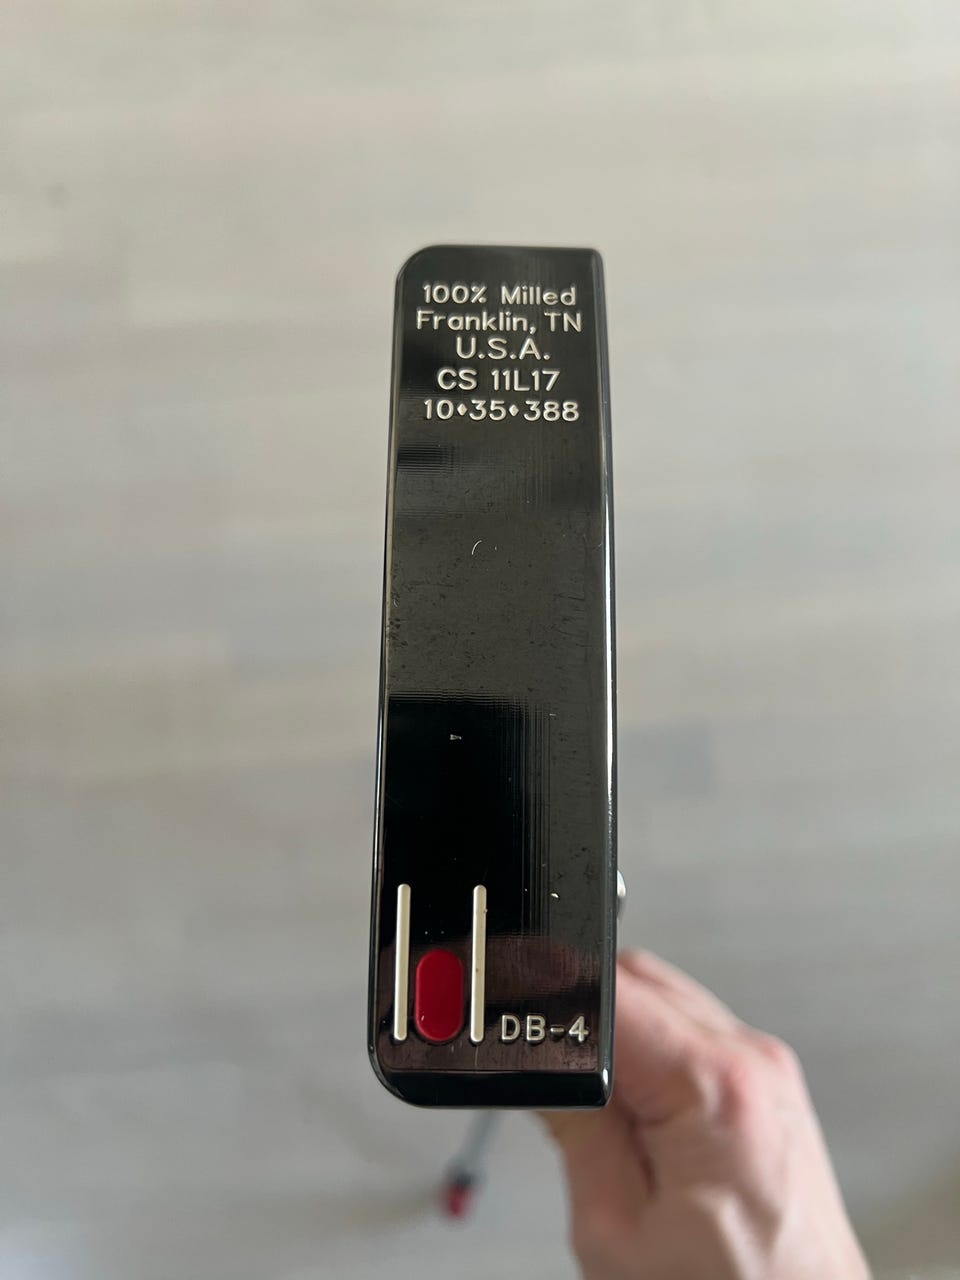 100% Milled
Franklin, TN
U.S.A.
CS 11L17
10♦35♦388
DB-4